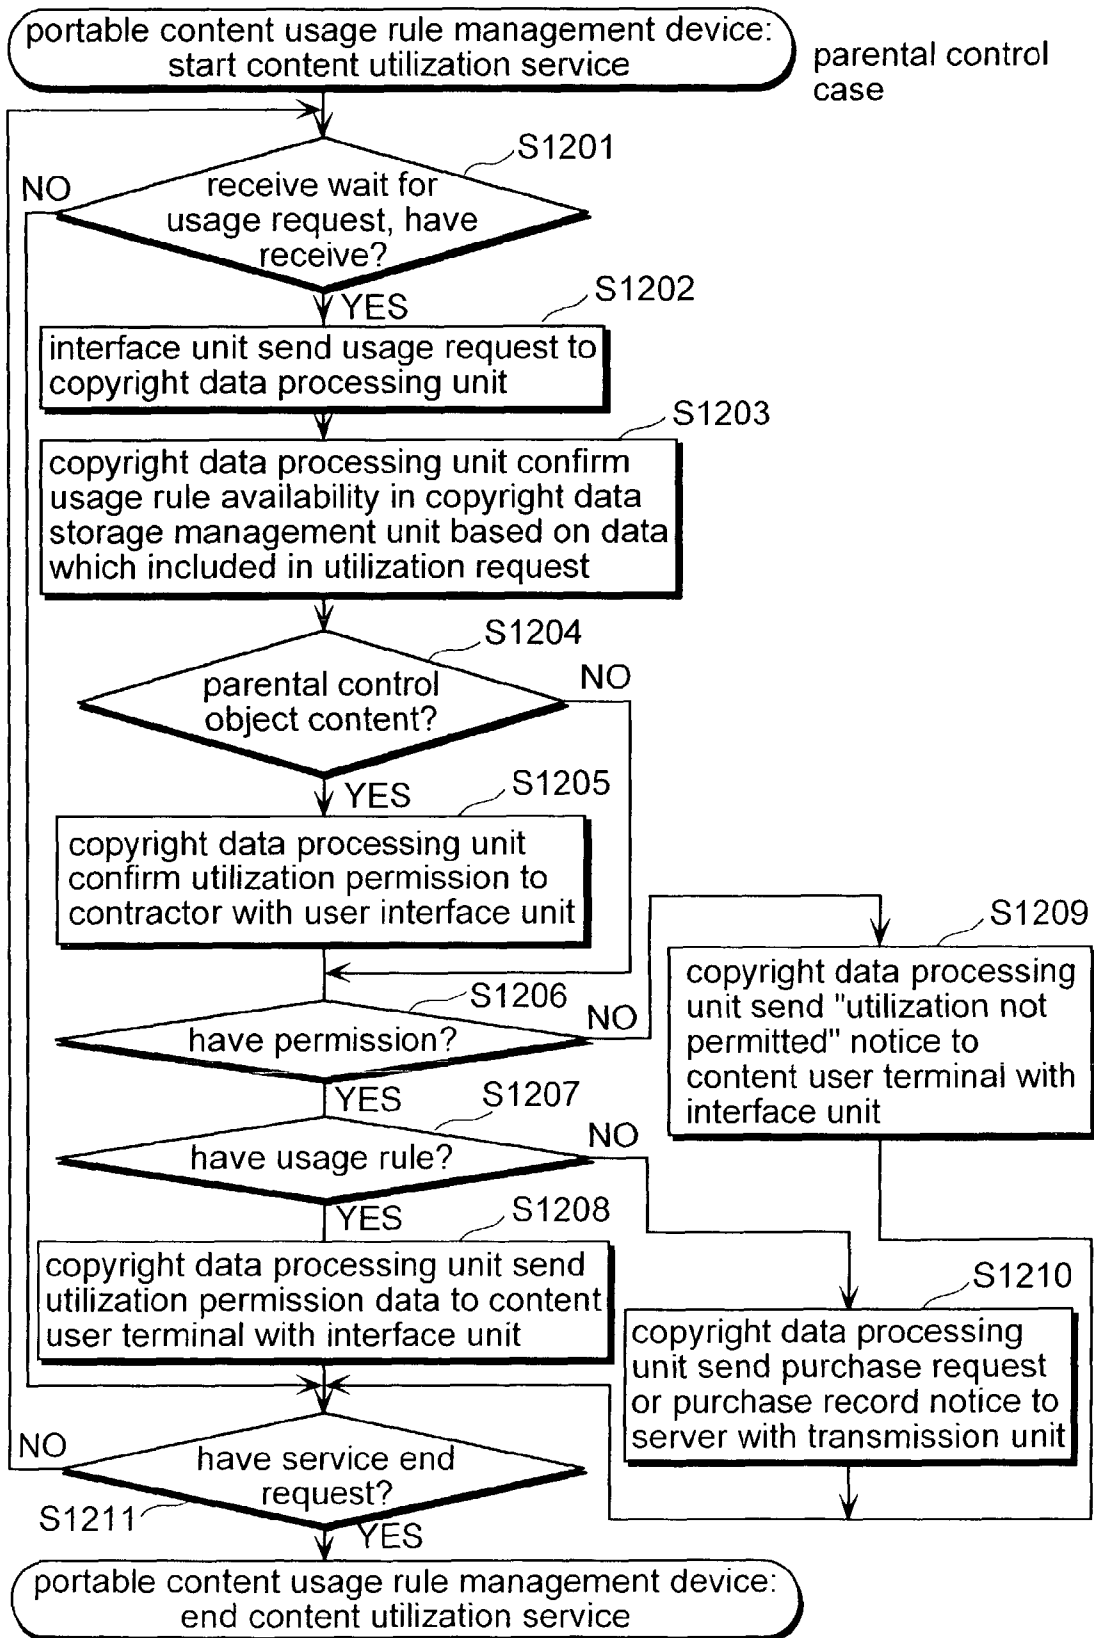 portable content usage rule management device:
start content utilization service
parental control
case
S1201
NO
receive wait for
usage request, have
receive?
YES
S1202
interface unit send usage request to
copyright data processing unit
S1203
copyright data processing unit confirm
usage rule availability in copyright data
storage management unit based on data
which included in utilization request
S1204
parental control
object content?
NO
YES
S1205
copyright data processing unit
confirm utilization permission to
contractor with user interface unit
S1206
have permission?
NO
YES
S1209
copyright data processing
unit send "utilization not
permitted" notice to
content user terminal with
interface unit
S1207
have usage rule?
NO
YES
S1208
copyright data processing unit send
utilization permission data to content
user terminal with interface unit
S1210
copyright data processing
unit send purchase request
or purchase record notice to
server with transmission unit
NO
have service end
request?
S1211
YES
portable content usage rule management device:
end content utilization service